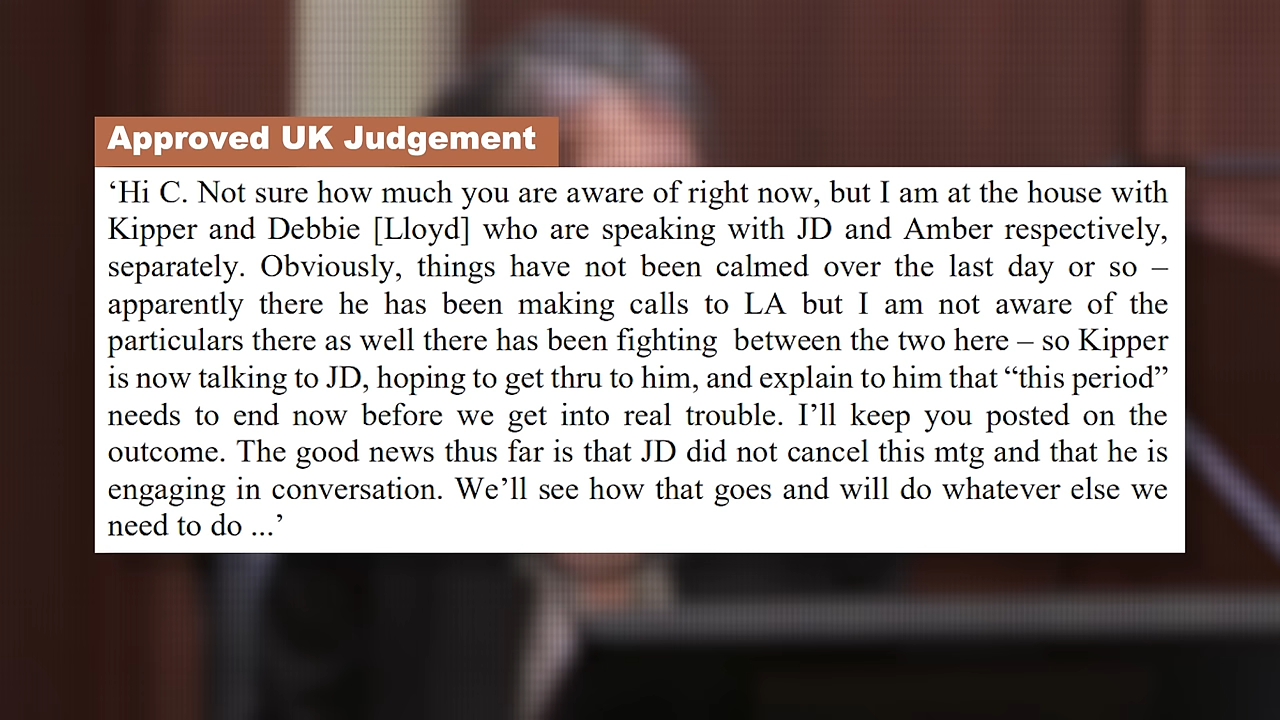 Approved UK Judgement
‘Hi C. Not sure how much you are aware of right now, but I am at the house with
Kipper and Debbie [Lloyd] who are speaking with JD and Amber respectively,
separately. Obviously, things have not been calmed over the last day or so –
apparently there he has been making calls to LA but I am not aware of the
particulars there as well there has been fighting  between the two here – so Kipper
is now talking to JD, hoping to get thru to him, and explain to him that “this period”
needs to end now before we get into real trouble. I’ll keep you posted on the
outcome. The good news thus far is that JD did not cancel this mtg and that he is
engaging in conversation. We’ll see how that goes and will do whatever else we
need to do ...’